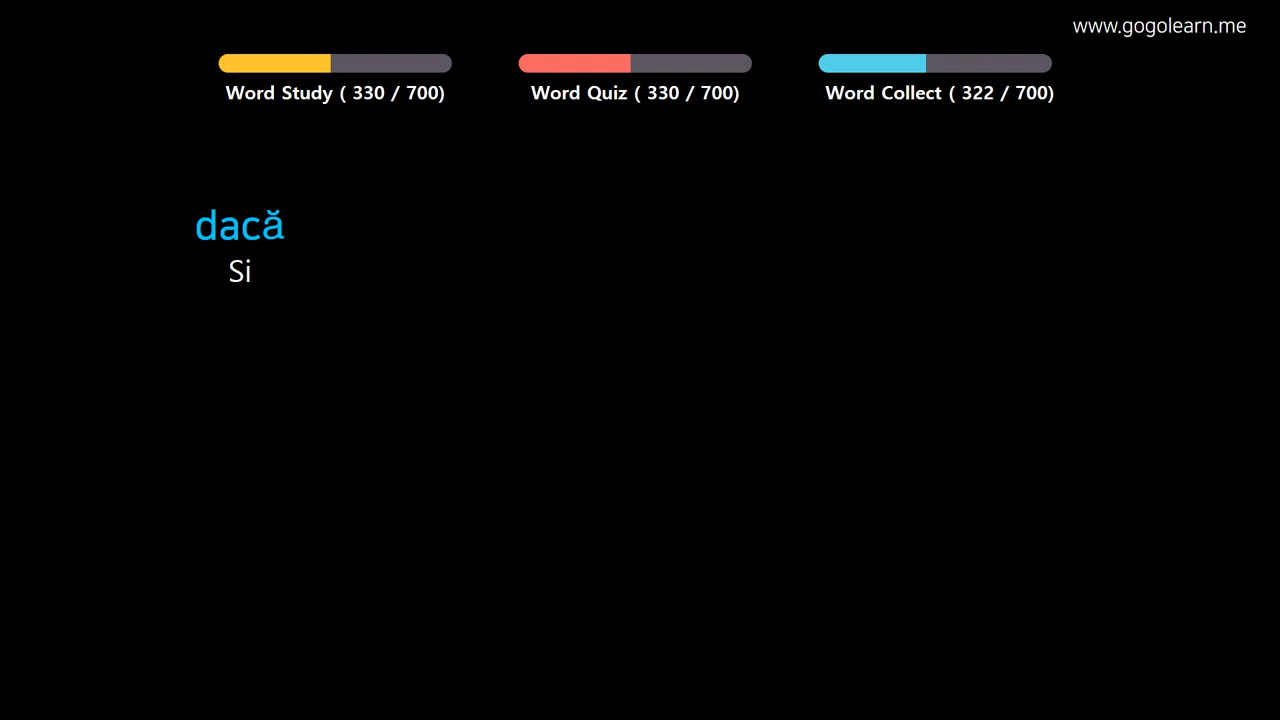 www.gogolearn.me
Word Study ( 330 / 700)
Word Quiz ( 330 / 700)
Word Collect ( 322 / 700)
dacă
Si